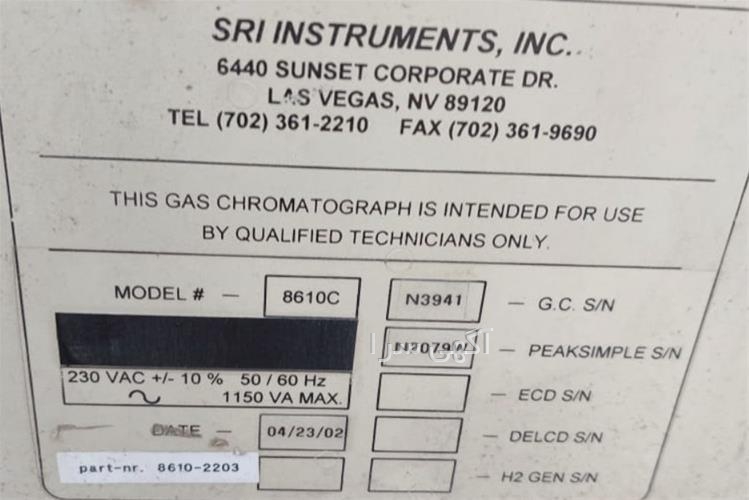 SRI INSTRUMENTS, INC.
6440 SUNSET CORPORATE DR.
LAS VEGAS, NV 89120
TEL (702) 361-2210 FAX (702) 361-9690
THIS GAS CHROMATOGRAPH IS INTENDED FOR USE
BY QUALIFIED TECHNICIANS ONLY.
MODEL # — 8610C N3941 — G.C. S/N
آگهی سرا
— PEAKSIMPLE S/N
230 VAC +/- 10 % 50 / 60 Hz
1150 VA MAX.
— ECD S/N
DATE — 04/23/02 — DELCD S/N
part-nr. 8610-2203 — H2 GEN S/N